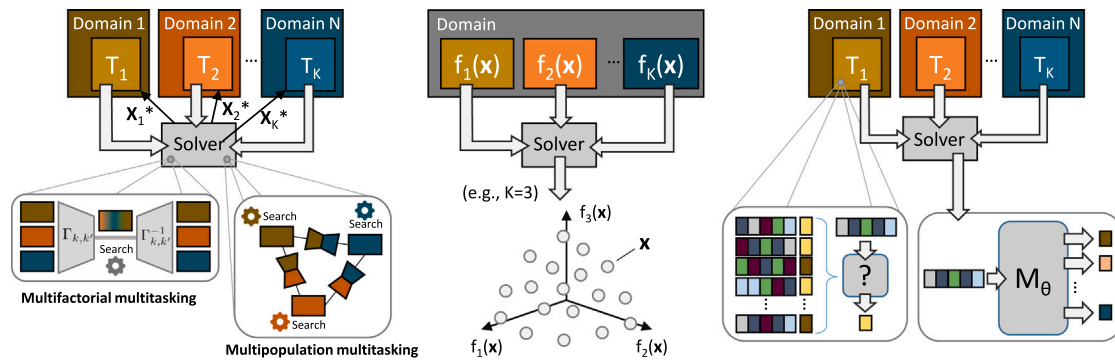 Domain 1
Domain 2
...
Domain N
T1
T2
TK
X1*
X2*
XK*
Solver
Γk,k′
Search
Γ−1k,k′
Multifactorial multitasking
Search
Search
Search
Multipopulation multitasking
Domain
f1(x)
f2(x)
...
fK(x)
Solver
(e.g., K=3)
f3(x)
x
f1(x)
f2(x)
Domain 1
Domain 2
...
Domain N
T1
T2
TK
Solver
?
Mθ